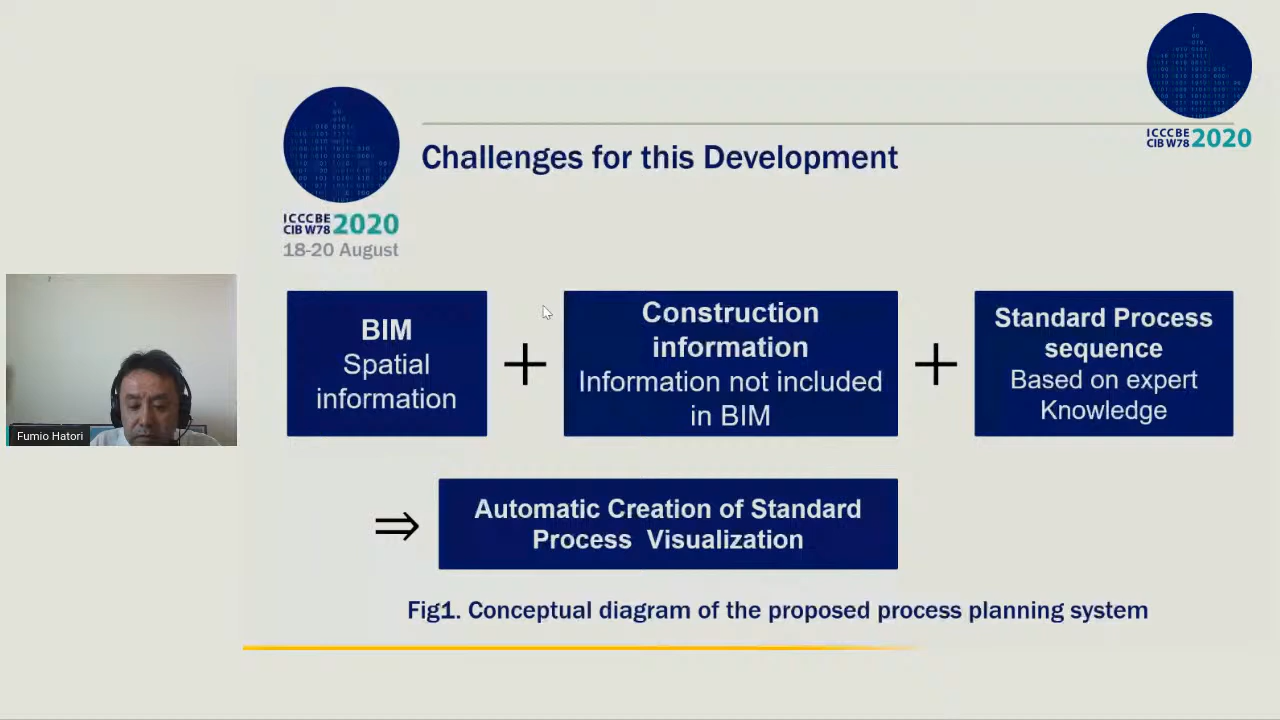 ICCCBE
CIB W78 2020
Challenges for this Development
ICCCBE
CIB W78 2020
18-20 August
BIM
Spatial
information
Construction
information
Information not included
in BIM
Standard Process
sequence
Based on expert
Knowledge
Fumio Hatori
Automatic Creation of Standard
Process Visualization
Fig1. Conceptual diagram of the proposed process planning system